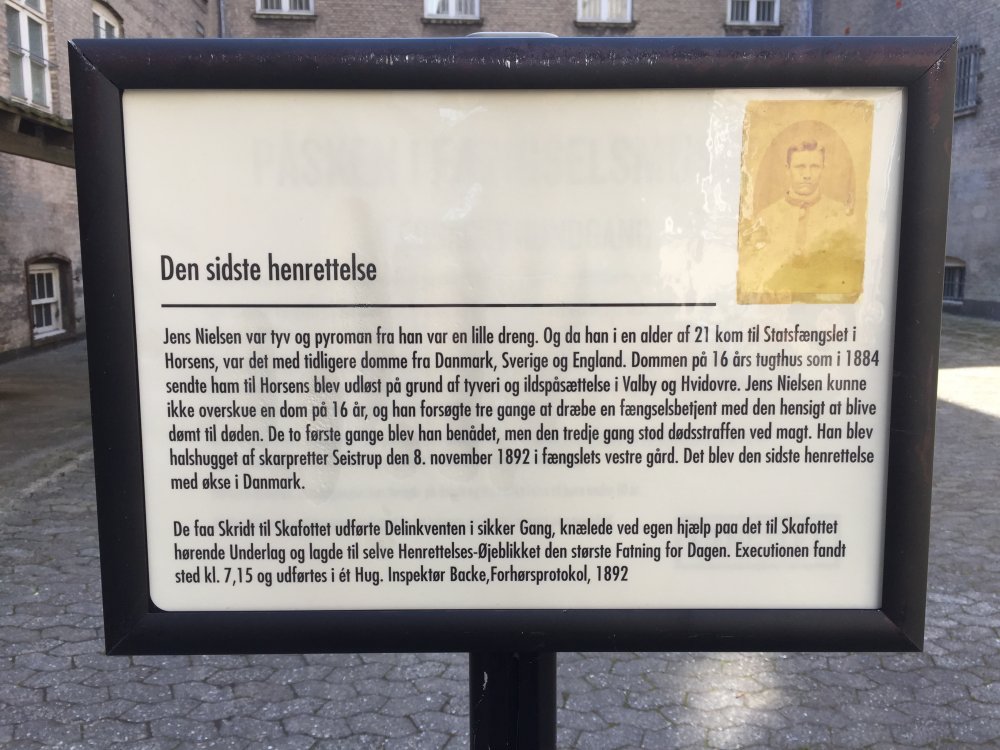 Den sidste henrettelse
Jens Nielsen var tyv og pyroman fra han var en lille dreng. Og da han i en alder af 21 kom til Statsfængslet i
Horsens, var det med tidligere domme fra Danmark, Sverige og England. Dommen på 16 års tugthus som i 1884
sendte ham til Horsens blev udløst på grund af tyveri og ildspåsættelse i Valby og Hvidovre. Jens Nielsen kunne
ikke overskue en dom på 16 år, og han forsøgte tre gange at dræbe en fængselsbetjent med den hensigt at blive
dømt til døden. De to første gange blev han benådet, men den tredje gang stod dødsstraffen ved magt. Han blev
halshugget af skarpretter Seistrup den 8. november 1892 i fængslets vestre gård. Det blev den sidste henrettelse
med økse i Danmark.
De faa Skridt til Skafottet udførte Delinkventen i sikker Gang, knælede ved egen hjælp paa det til Skafottet
hørende Underlag og lagde til selve Henrettelses-Øjeblikket den største Fatning for Dagen. Executionen fandt
sted kl. 7,15 og udførtes i ét Hug. Inspektør Backe,Forhørsprotokol, 1892